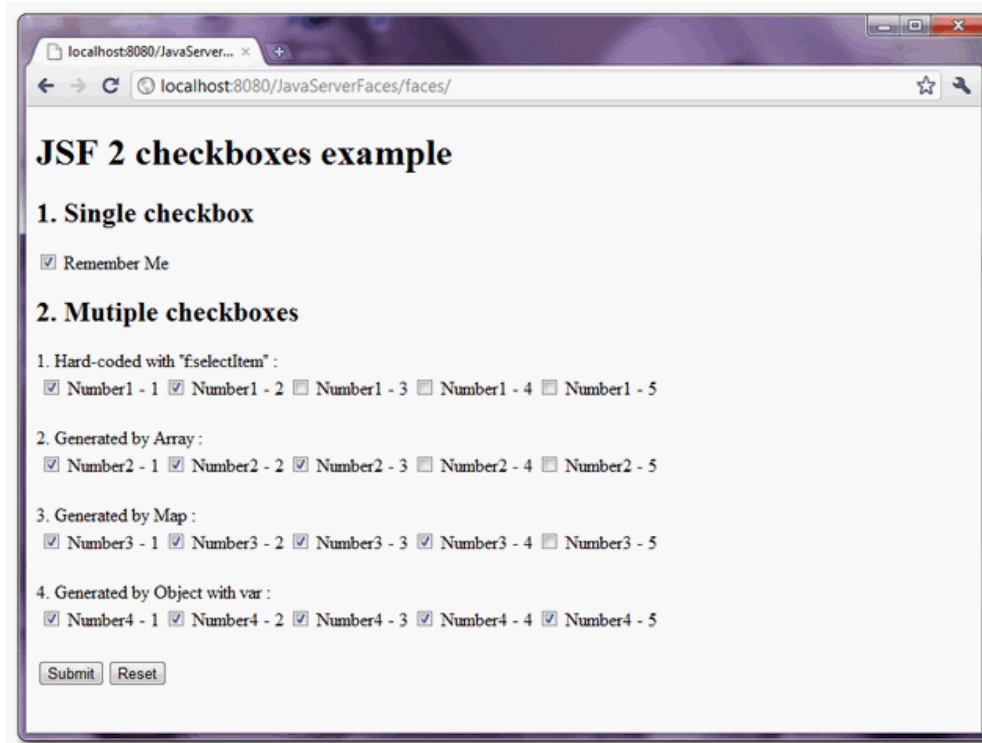 localhost:8080/JavaServer...
localhost:8080/JavaServerFaces/faces/
JSF 2 checkboxes example
1. Single checkbox
Remember Me
2. Mutiple checkboxes
1. Hard-coded with "f:selectItem" :
Number1 - 1 Number1 - 2 Number1 - 3 Number1 - 4 Number1 - 5
2. Generated by Array :
Number2 - 1 Number2 - 2 Number2 - 3 Number2 - 4 Number2 - 5
3. Generated by Map :
Number3 - 1 Number3 - 2 Number3 - 3 Number3 - 4 Number3 - 5
4. Generated by Object with var :
Number4 - 1 Number4 - 2 Number4 - 3 Number4 - 4 Number4 - 5
Submit Reset